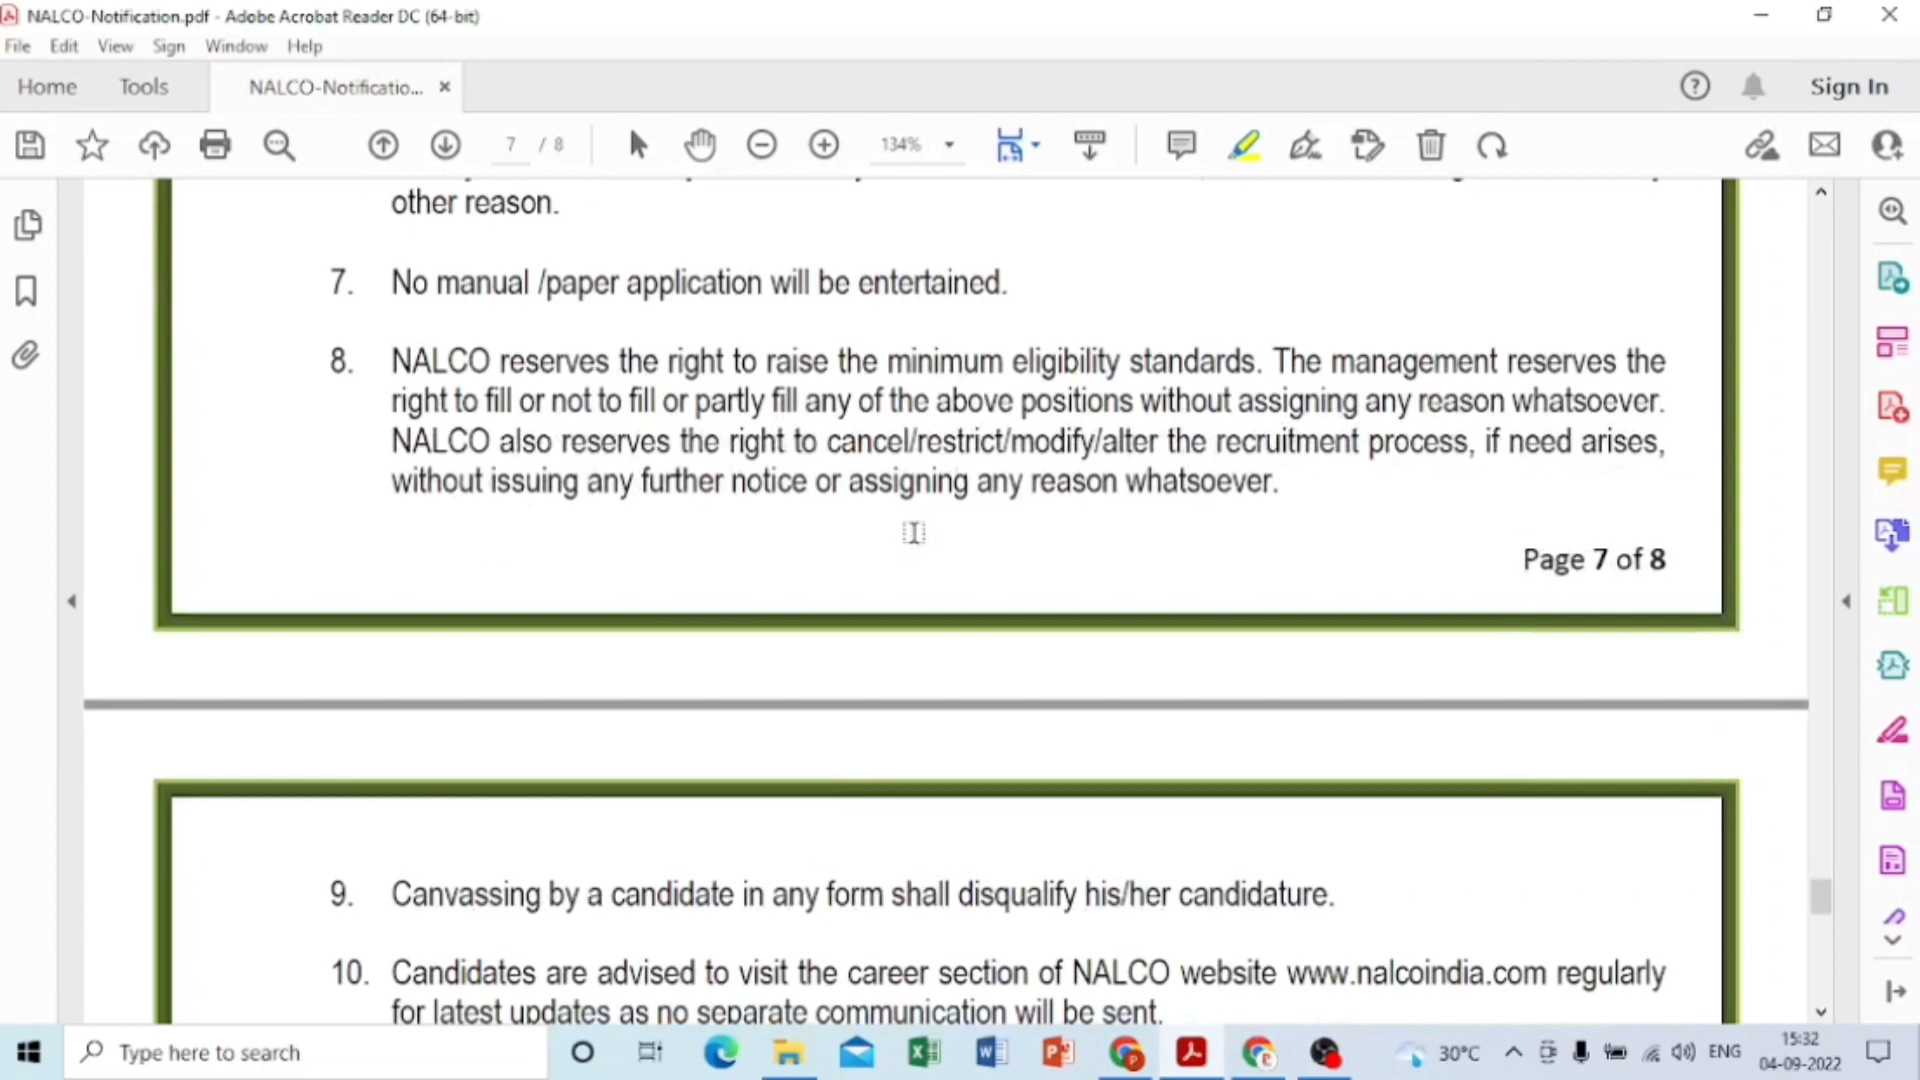 NALCO-Notification.pdf - Adobe Acrobat Reader DC (64-bit)
File Edit View Sign Window Help
Home Tools NALCO-Notificatio... × Sign In
7 / 8 134%
other reason.
7. No manual /paper application will be entertained.
8. NALCO reserves the right to raise the minimum eligibility standards. The management reserves the
right to fill or not to fill or partly fill any of the above positions without assigning any reason whatsoever.
NALCO also reserves the right to cancel/restrict/modify/alter the recruitment process, if need arises,
without issuing any further notice or assigning any reason whatsoever.
Page 7 of 8
9. Canvassing by a candidate in any form shall disqualify his/her candidature.
10. Candidates are advised to visit the career section of NALCO website www.nalcoindia.com regularly
for latest updates as no separate communication will be sent.
Type here to search
30°C ENG
15:32
04-09-2022